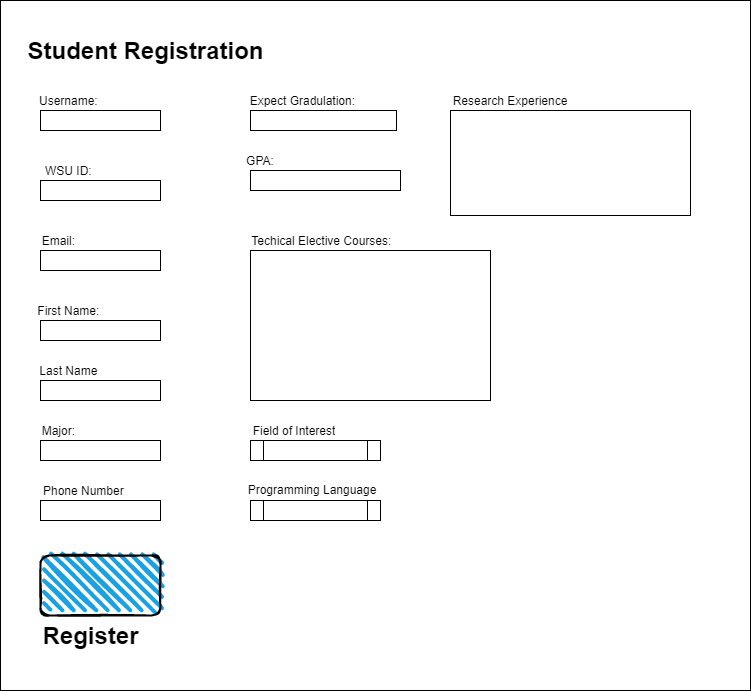 Student Registration
Username:
WSU ID:
Email:
First Name:
Last Name
Major:
Phone Number
Register
Expect Gradulation:
GPA:
Techical Elective Courses:
Field of Interest
Programming Language
Research Experience